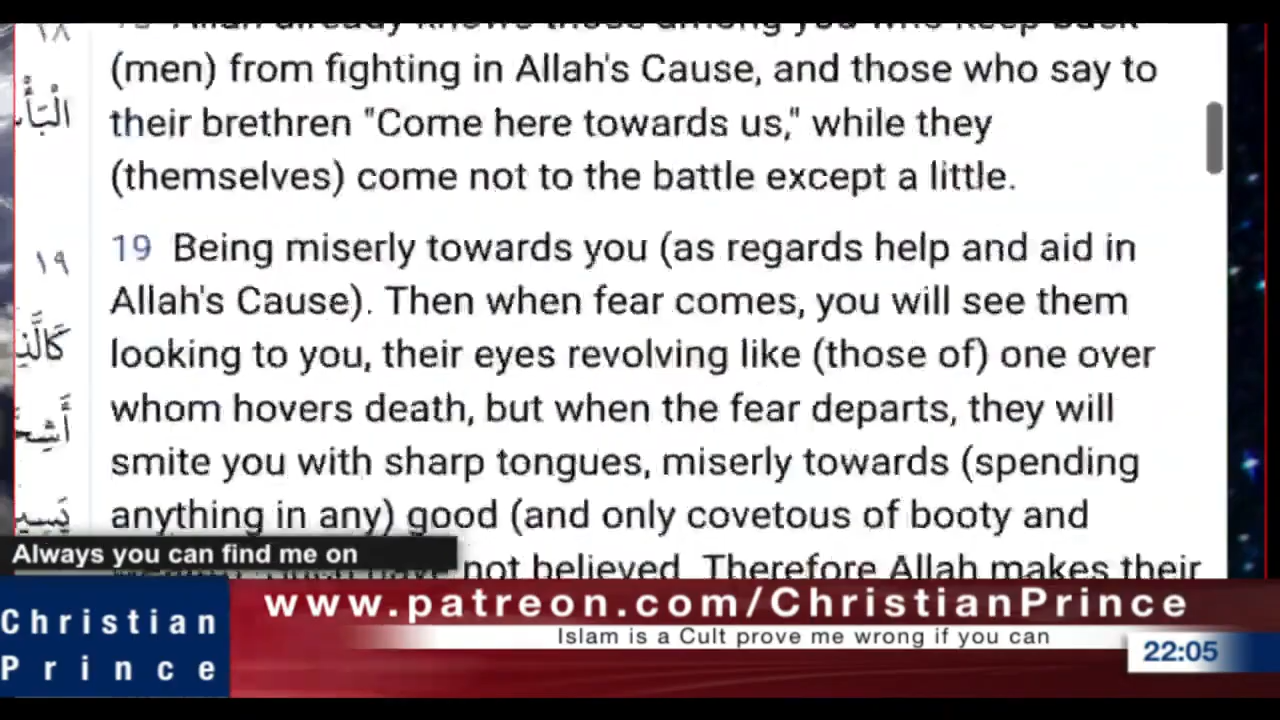 (men) from fighting in Allah's Cause, and those who say to
their brethren "Come here towards us," while they
(themselves) come not to the battle except a little.
١٩
19 Being miserly towards you (as regards help and aid in
Allah's Cause). Then when fear comes, you will see them
looking to you, their eyes revolving like (those of) one over
whom hovers death, but when the fear departs, they will
smite you with sharp tongues, miserly towards (spending
anything in any) good (and only covetous of booty and
not believed. Therefore Allah makes their
Always you can find me on
www.patreon.com/ChristianPrince
Islam is a Cult prove me wrong if you can
Christian
Prince
22:05